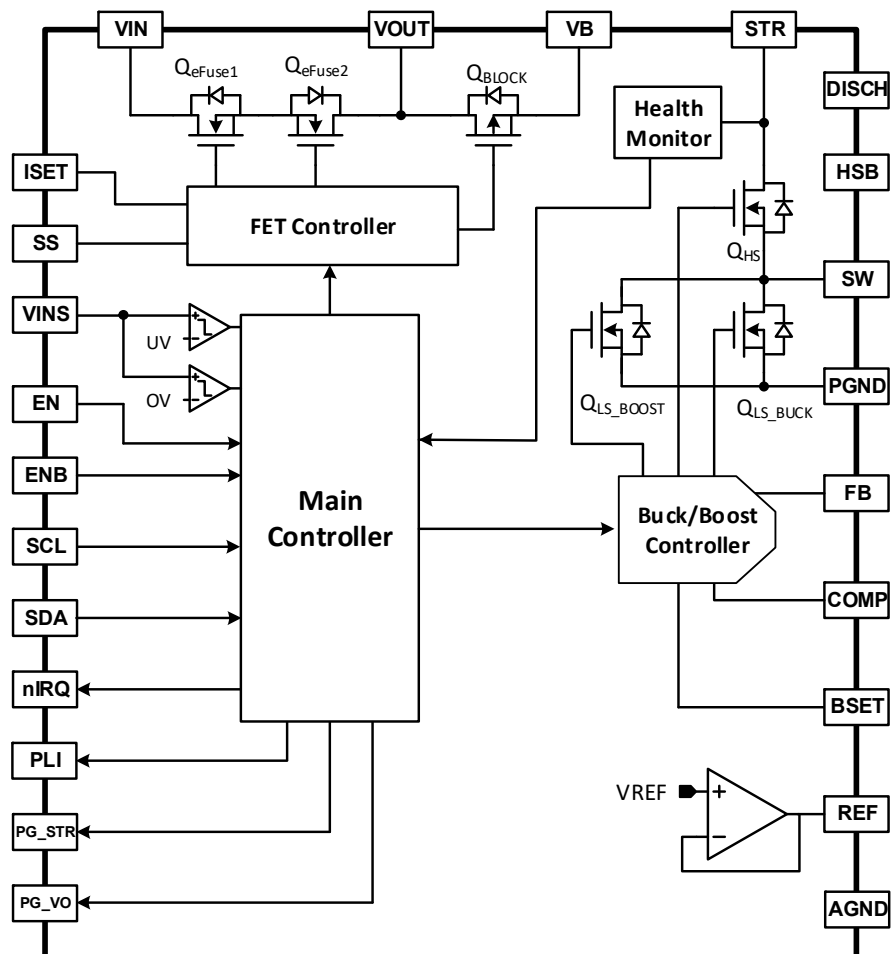 VIN
VOUT
VB
STR
QeFuse1
QeFuse2
QBLOCK
DISCH
Health
Monitor
ISET
HSB
FET Controller
SS
QHS
SW
VINS
UV
OV
EN
QLS_BOOST
QLS_BUCK
PGND
ENB
FB
Main
Controller
Buck/Boost
Controller
SCL
COMP
SDA
nIRQ
BSET
PLI
VREF
+
−
REF
PG_STR
PG_VO
AGND